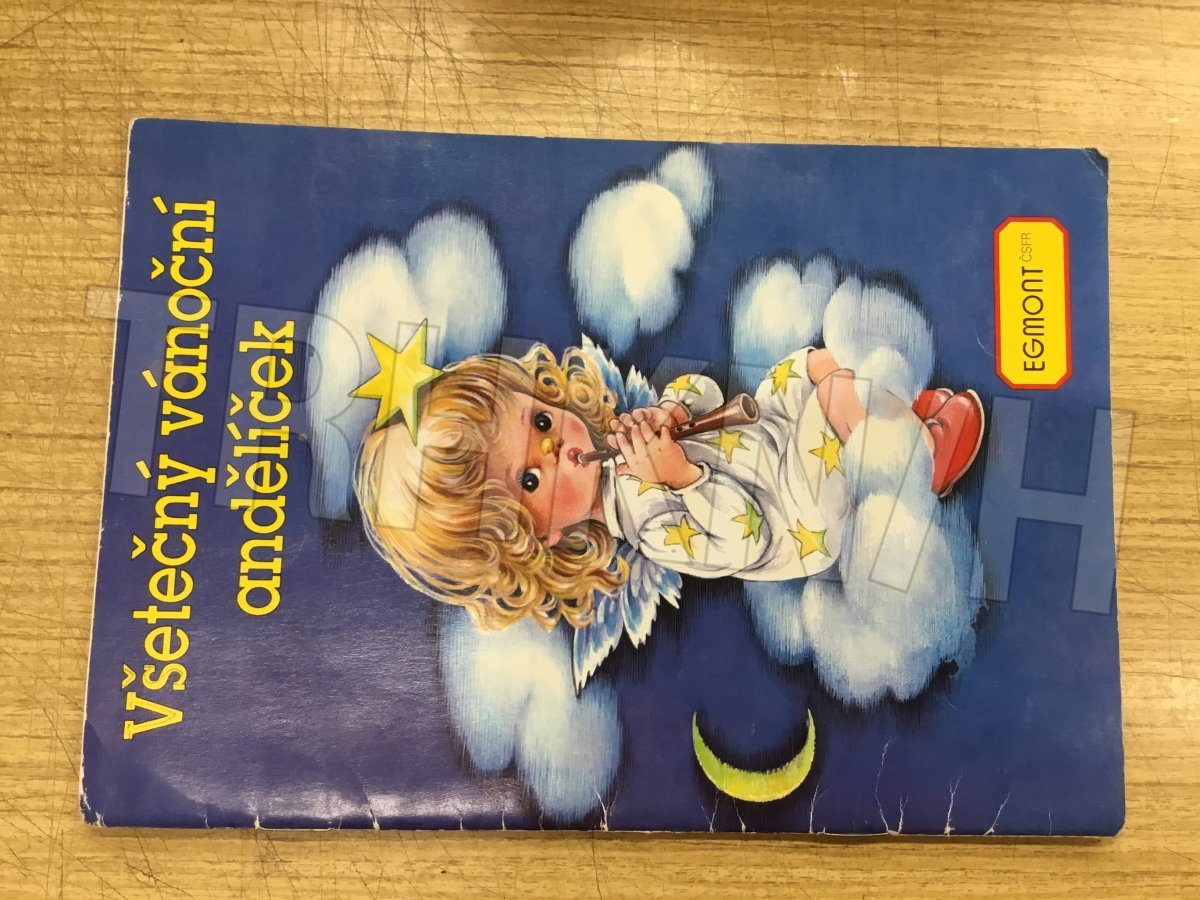 Všetečný vánoční
andělíček
EGMONT ČSFR